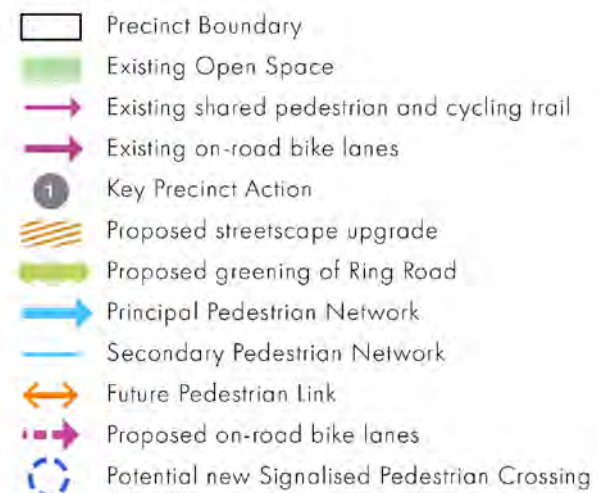 Precinct Boundary
Existing Open Space
Existing shared pedestrian and cycling trail
Existing on-road bike lanes
1 Key Precinct Action
Proposed streetscape upgrade
Proposed greening of Ring Road
Principal Pedestrian Network
Secondary Pedestrian Network
Future Pedestrian Link
Proposed on-road bike lanes
Potential new Signalised Pedestrian Crossing